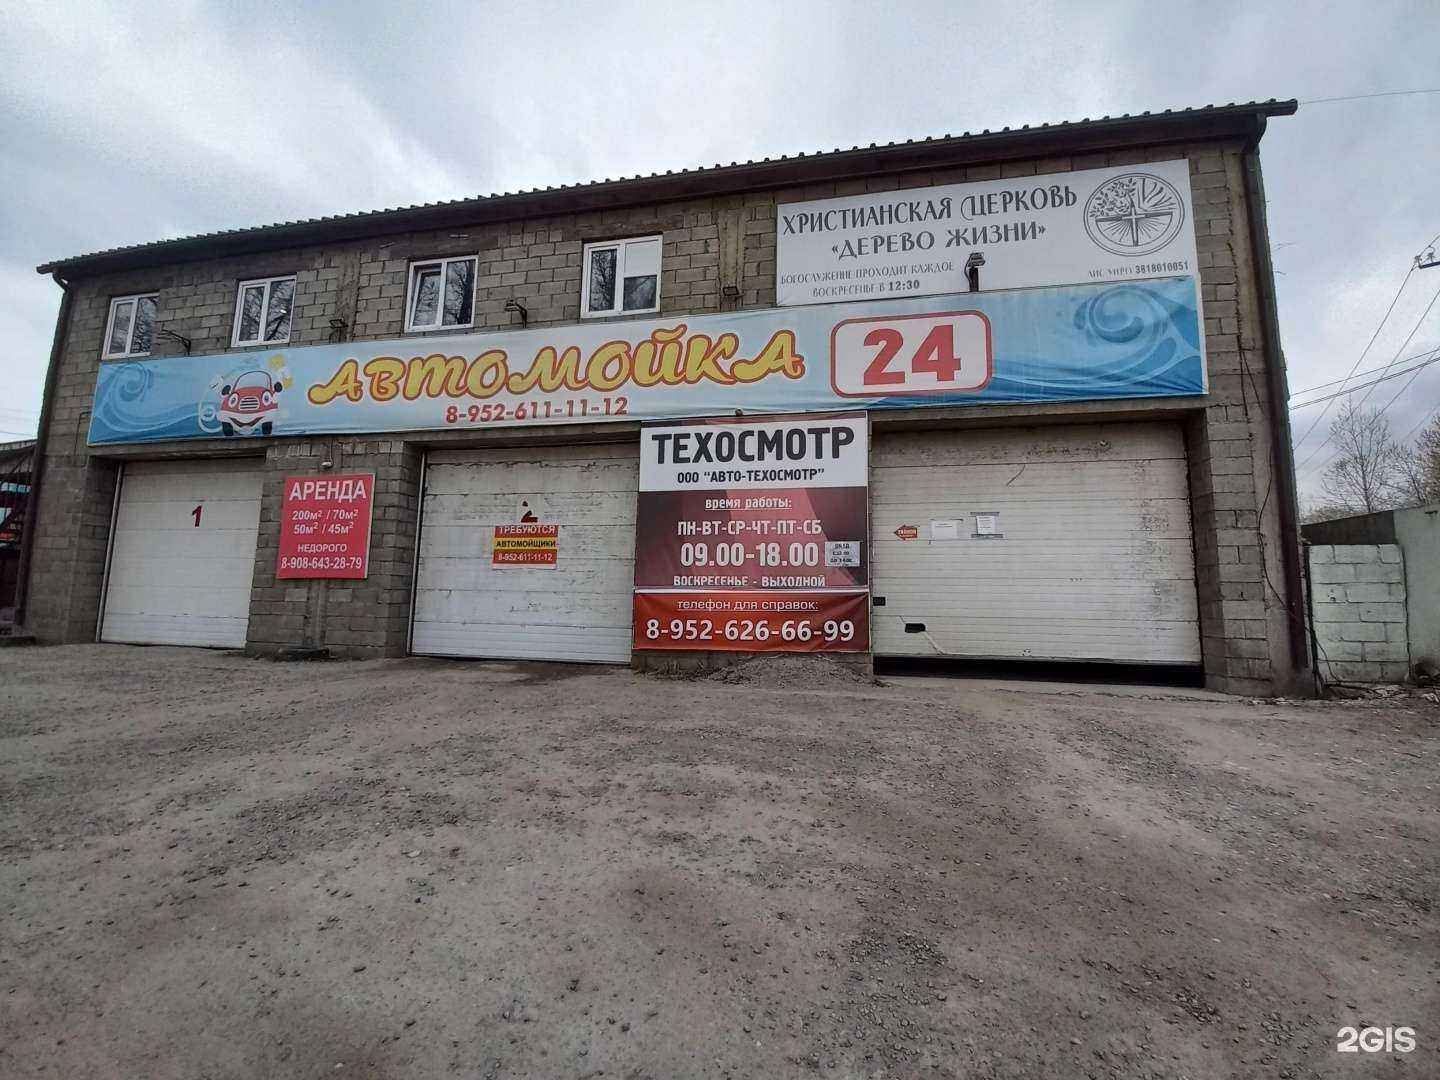 ХРИСТИАНСКАЯ ЦЕРКОВЬ
«ДЕРЕВО ЖИЗНИ»
БОГОСЛУЖЕНИЕ ПРОХОДИТ КАЖДОЕ
ВОСКРЕСЕНЬЕ В 12:30
3818010051
АВТОМОЙКА
24
8-952-611-11-12
1
АРЕНДА
200м² / 70м²
50м² / 45м²
НЕДОРОГО
8-908-643-28-79
2
ТРЕБУЮТСЯ
АВТОМОЙЩИКИ
8-952-611-11-12
ТЕХОСМОТР
ООО "АВТО-ТЕХОСМОТР"
время работы:
ПН-ВТ-СР-ЧТ-ПТ-СБ
09.00-18.00
ВОСКРЕСЕНЬЕ - ВЫХОДНОЙ
телефон для справок:
8-952-626-66-99
2GIS